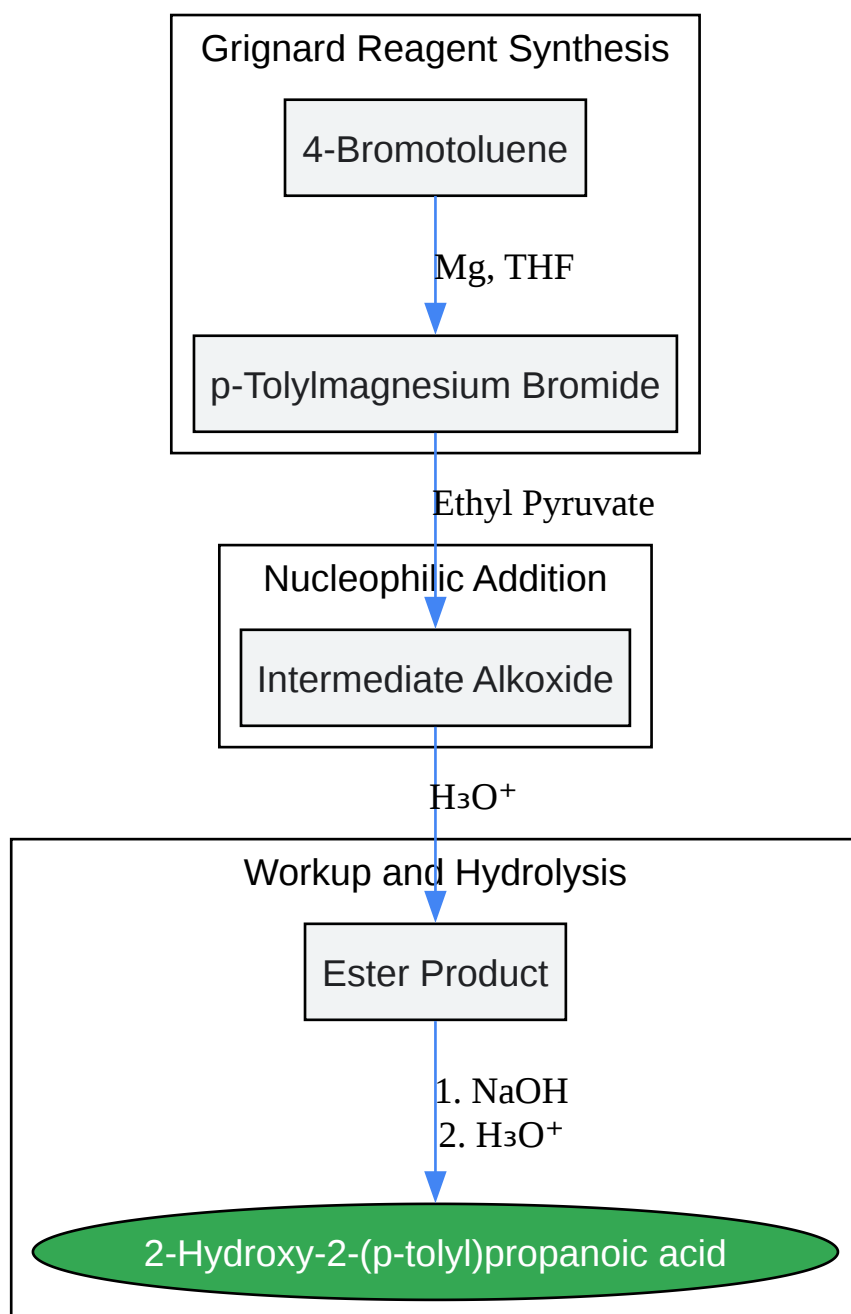 Grignard Reagent Synthesis
4-Bromotoluene
Mg, THF
p-Tolylmagnesium Bromide
Ethyl Pyruvate
Nucleophilic Addition
Intermediate Alkoxide
H₃O⁺
Workup and Hydrolysis
Ester Product
1. NaOH
2. H₃O⁺
2-Hydroxy-2-(p-tolyl)propanoic acid